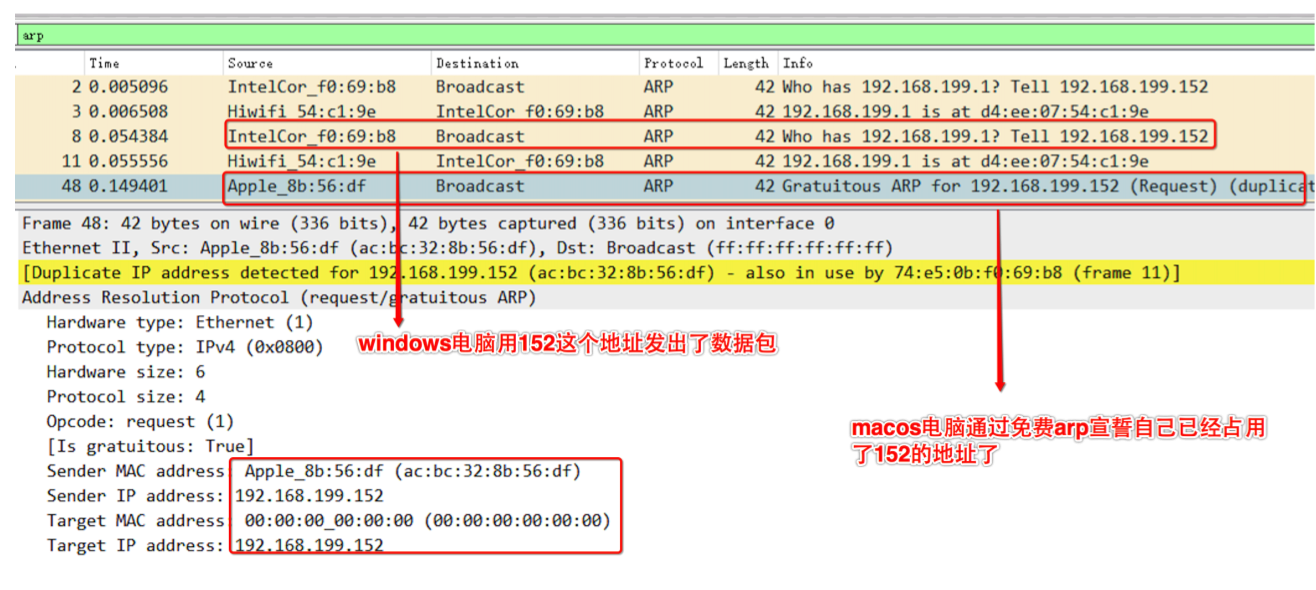 arp
Time Source Destination Protocol Length Info
2 0.005096 IntelCor_f0:69:b8 Broadcast ARP 42 Who has 192.168.199.1? Tell 192.168.199.152
3 0.006508 Hiwifi_54:c1:9e IntelCor_f0:69:b8 ARP 42 192.168.199.1 is at d4:ee:07:54:c1:9e
8 0.054384 IntelCor_f0:69:b8 Broadcast ARP 42 Who has 192.168.199.1? Tell 192.168.199.152
11 0.055556 Hiwifi_54:c1:9e IntelCor_f0:69:b8 ARP 42 192.168.199.1 is at d4:ee:07:54:c1:9e
48 0.149401 Apple_8b:56:df Broadcast ARP 42 Gratuitous ARP for 192.168.199.152 (Request) (duplicat
Frame 48: 42 bytes on wire (336 bits), 42 bytes captured (336 bits) on interface 0
Ethernet II, Src: Apple_8b:56:df (ac:bc:32:8b:56:df), Dst: Broadcast (ff:ff:ff:ff:ff:ff)
[Duplicate IP address detected for 192.168.199.152 (ac:bc:32:8b:56:df) - also in use by 74:e5:0b:f0:69:b8 (frame 11)]
Address Resolution Protocol (request/gratuitous ARP)
Hardware type: Ethernet (1)
Protocol type: IPv4 (0x0800)
windows电脑用152这个地址发出了数据包
Hardware size: 6
Protocol size: 4
Opcode: request (1)
macos电脑通过免费arp宣誓自己已经占用
了152的地址了
[Is gratuitous: True]
Sender MAC address: Apple_8b:56:df (ac:bc:32:8b:56:df)
Sender IP address: 192.168.199.152
Target MAC address: 00:00:00_00:00:00 (00:00:00:00:00:00)
Target IP address: 192.168.199.152